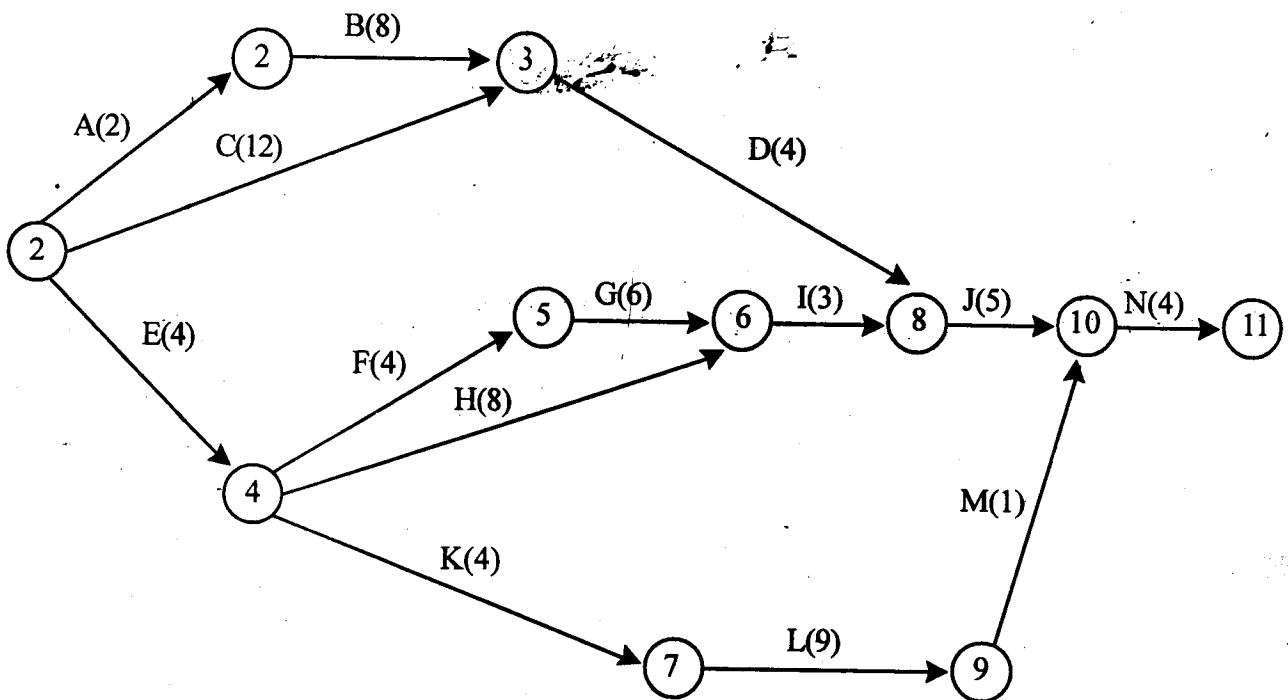 B(8)
2
3
A(2)
C(12)
D(4)
2
E(4)
5
G(6)
6
I(3)
8
J(5)
10
N(4)
11
F(4)
H(8)
4
K(4)
M(1)
7
L(9)
9